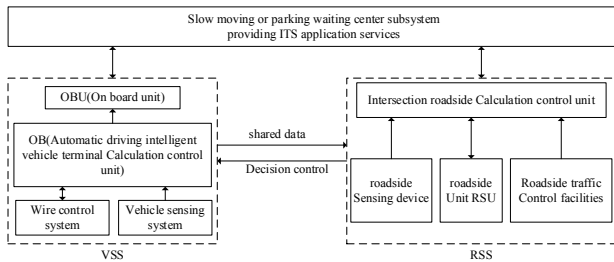 Slow moving or parking waiting center subsystem
providing ITS application services
OBU(On board unit)
OB(Automatic driving intelligent
vehicle terminal Calculation control
unit)
Wire control
system
Vehicle sensing
system
VSS
shared data
Decision control
Intersection roadside Calculation control unit
roadside
Sensing device
roadside
Unit RSU
Roadside traffic
Control facilities
RSS